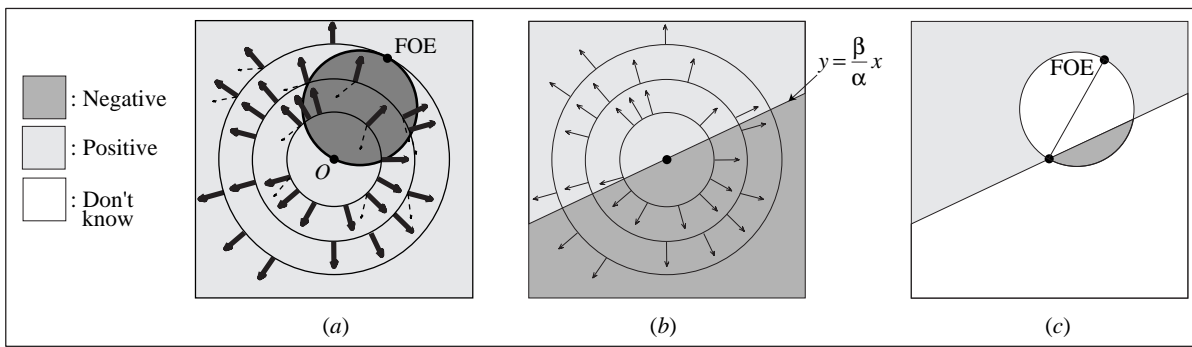 : Negative
: Positive
: Don't
know
FOE
O
(a)
y = β/α x
(b)
FOE
(c)